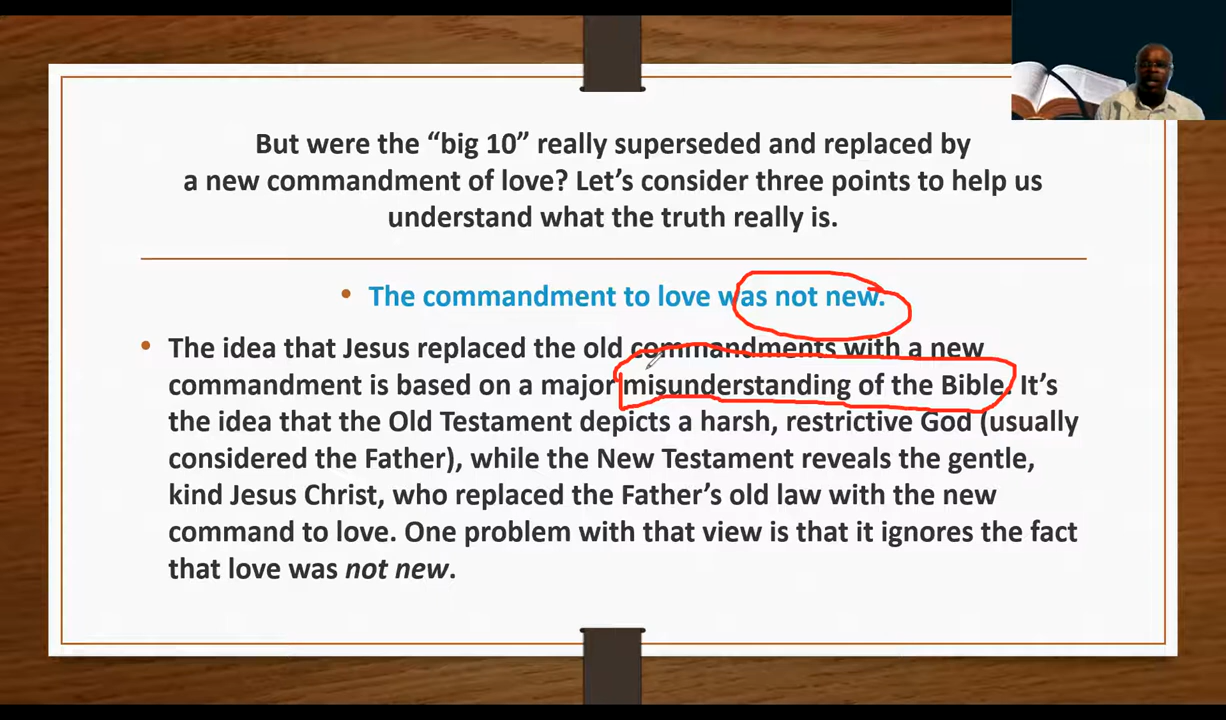 But were the “big 10” really superseded and replaced by
a new commandment of love? Let’s consider three points to help us
understand what the truth really is.
• The commandment to love was not new.
• The idea that Jesus replaced the old commandments with a new
commandment is based on a major misunderstanding of the Bible. It’s
the idea that the Old Testament depicts a harsh, restrictive God (usually
considered the Father), while the New Testament reveals the gentle,
kind Jesus Christ, who replaced the Father’s old law with the new
command to love. One problem with that view is that it ignores the fact
that love was not new.